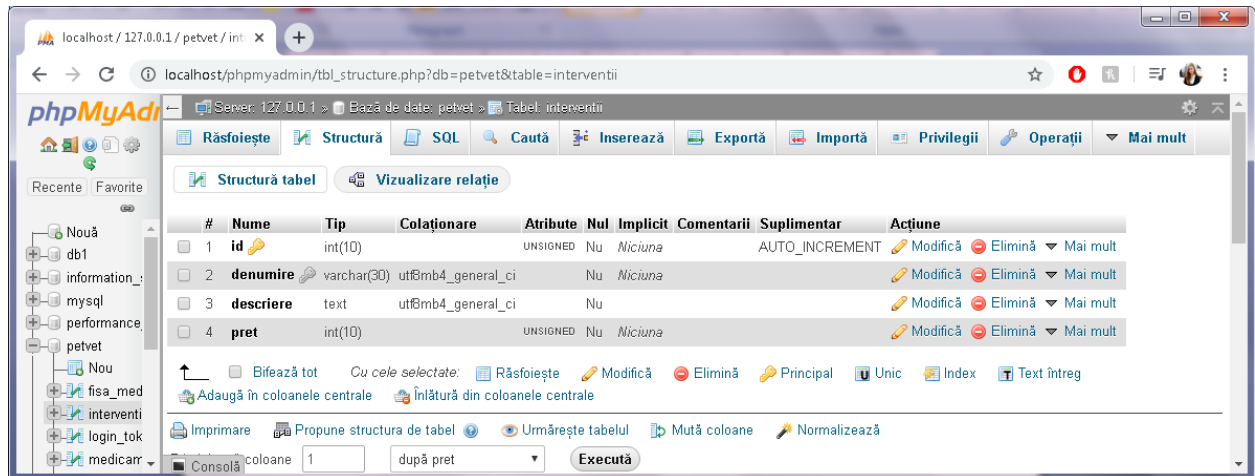 localhost / 127.0.0.1 / petvet / int
localhost/phpmyadmin/tbl_structure.php?db=petvet&table=interventii
phpMyAdr
Server: 127.0.0.1 » Bază de date: petvet » Tabel: interventii
Răsfoiește Structură SQL Caută Inserează Exportă Importă Privilegii Operații Mai mult
Recente Favorite
Structură tabel Vizualizare relație
Nouă
db1
information_
mysql
performance_
petvet
Nou
fisa_med
interventi
login_tok
medicam
# Nume Tip Colaționare Atribute Nul Implicit Comentarii Suplimentar Acțiune
1 id int(10) UNSIGNED Nu Niciuna AUTO_INCREMENT Modifică Elimină Mai mult
2 denumire varchar(30) utf8mb4_general_ci Nu Niciuna Modifică Elimină Mai mult
3 descriere text utf8mb4_general_ci Nu Modifică Elimină Mai mult
4 pret int(10) UNSIGNED Nu Niciuna Modifică Elimină Mai mult
Bifează tot Cu cele selectate: Răsfoiește Modifică Elimină Principal Unic Index Text întreg
Adaugă în coloanele centrale Înlătură din coloanele centrale
Imprimare Propune structura de tabel Urmărește tabelul Mută coloane Normalizează
coloane 1 după pret Execută
Consolă